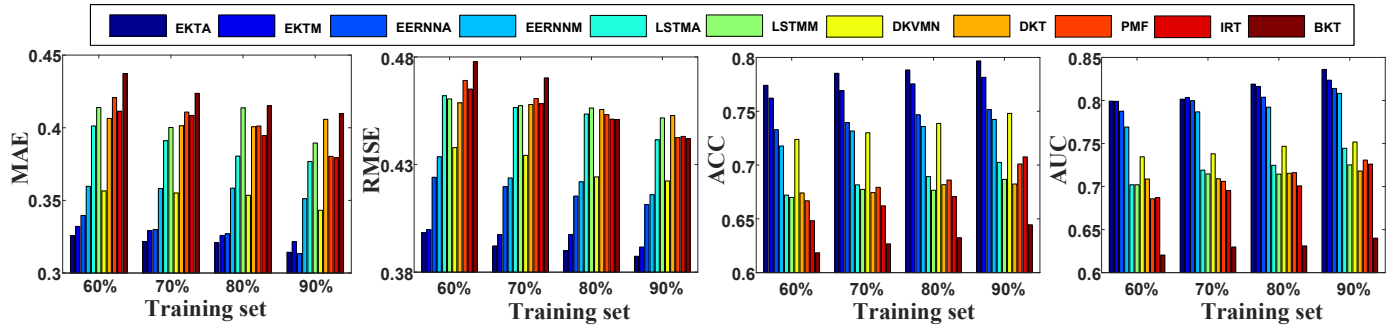 EKTA EKTM EERNNA EERNNM LSTMA LSTMM DKVMN DKT PMF IRT BKT
MAE
0.45
0.4
0.35
0.3
60% 70% 80% 90%
Training set
RMSE
0.48
0.43
0.38
60% 70% 80% 90%
Training set
ACC
0.8
0.75
0.7
0.65
0.6
60% 70% 80% 90%
Training set
AUC
0.85
0.8
0.75
0.7
0.65
0.6
60% 70% 80% 90%
Training set